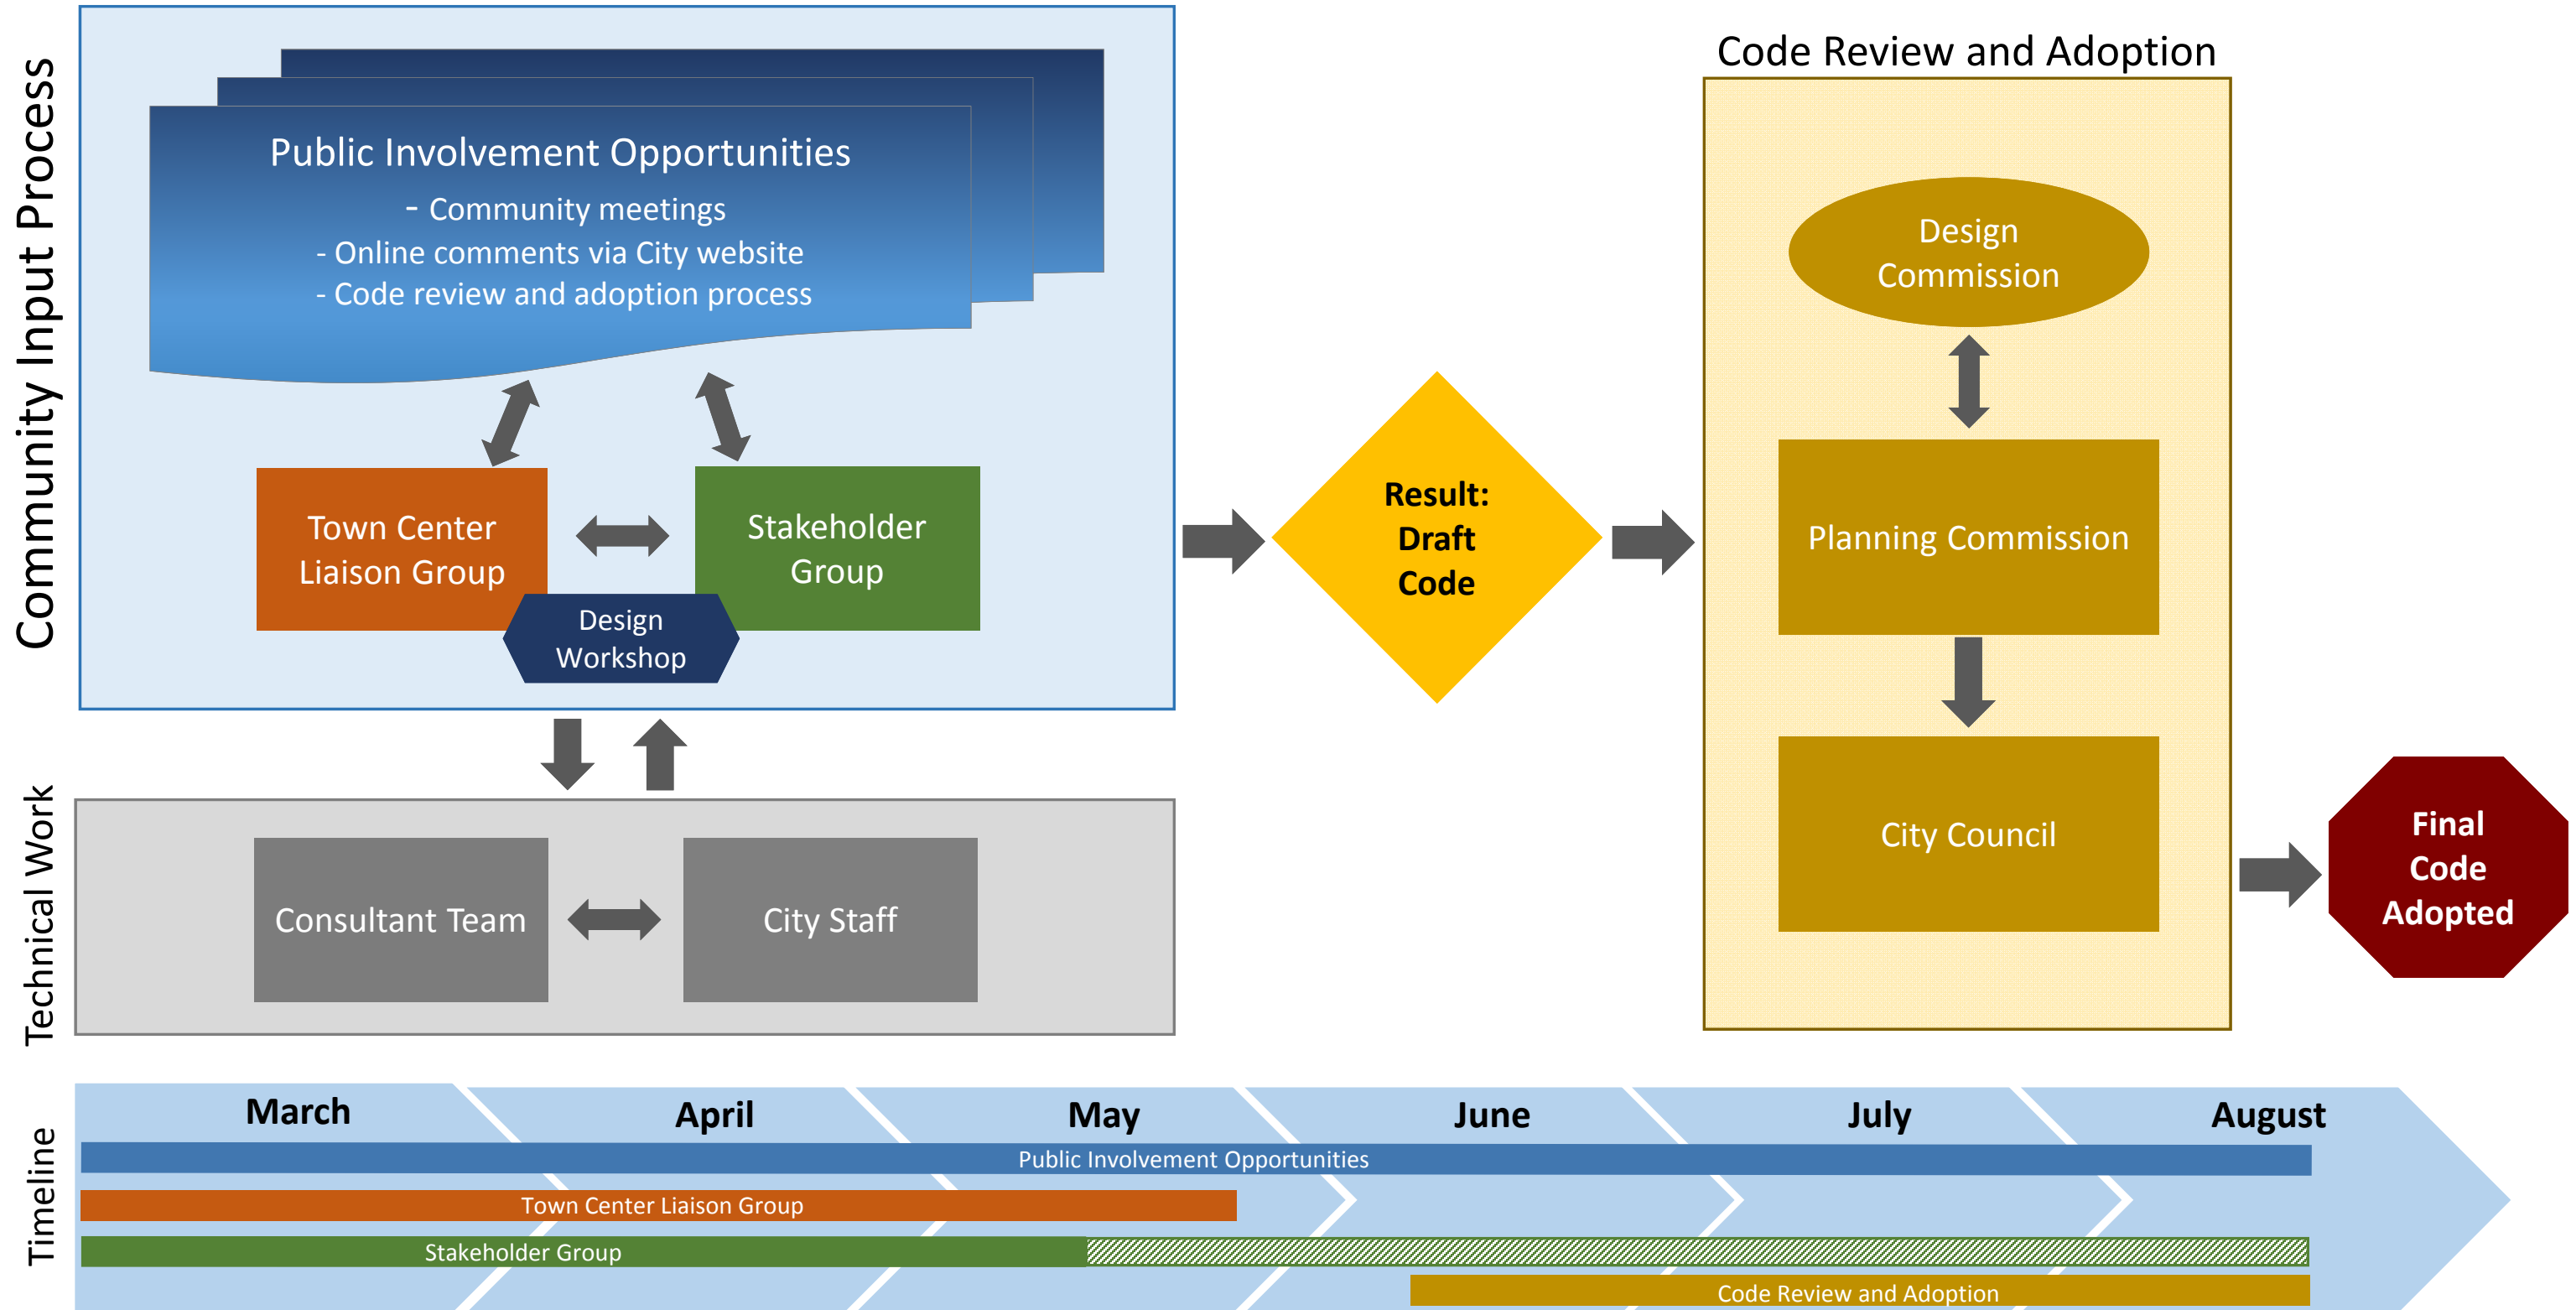 Community Input Process
Public Involvement Opportunities
- Community meetings
- Online comments via City website
- Code review and adoption process
Town Center
Liaison Group
Stakeholder
Group
Design
Workshop
Technical Work
Consultant Team
City Staff
Result:
Draft
Code
Code Review and Adoption
Design
Commission
Planning Commission
City Council
Final
Code
Adopted
Timeline
March
April
May
June
July
August
Public Involvement Opportunities
Town Center Liaison Group
Stakeholder Group
Code Review and Adoption